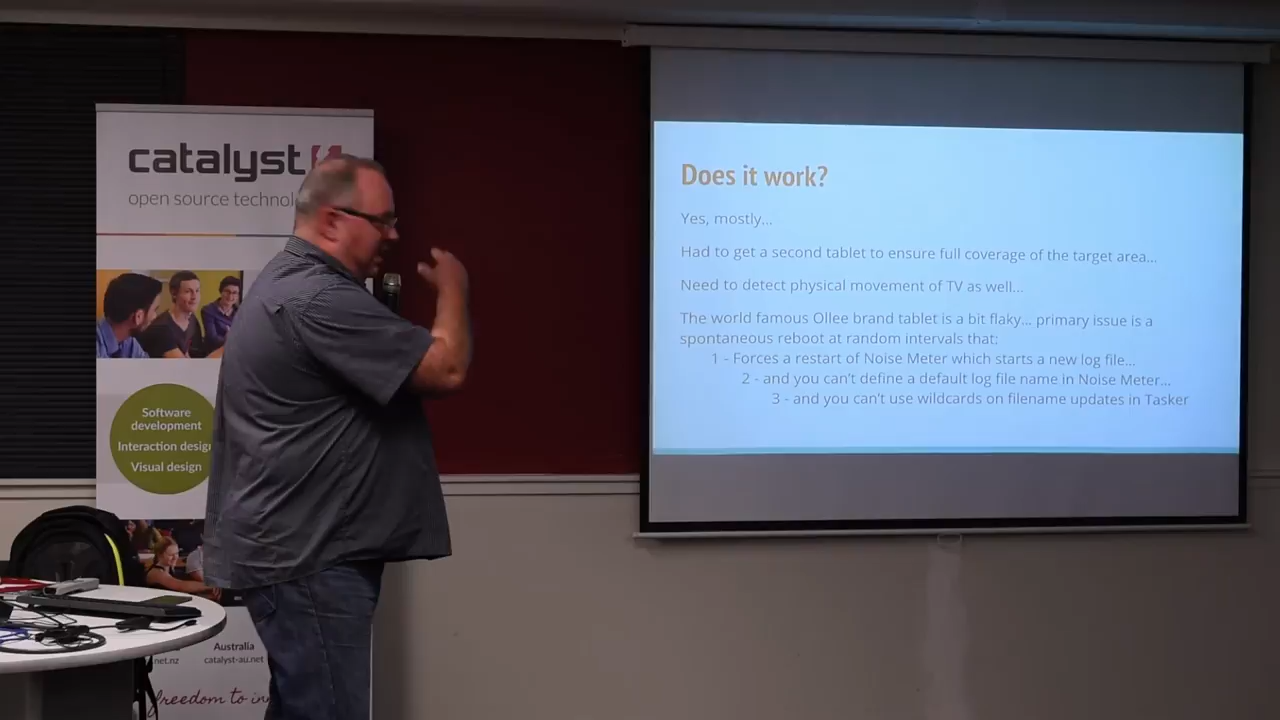 catalyst
open source
Software
development
Interaction design
Visual design
Australia
.net.nz
catalyst-au.net
freedom to
Does it work?
Yes, mostly...
Had to get a second tablet to ensure full coverage of the target area...
Need to detect physical movement of TV as well...
The world famous Ollee brand tablet is a bit flaky... primary issue is a
spontaneous reboot at random intervals that:
1 - Forces a restart of Noise Meter which starts a new log file...
2 - and you can't define a default log file name in Noise Meter...
3 - and you can't use wildcards on filename updates in Tasker